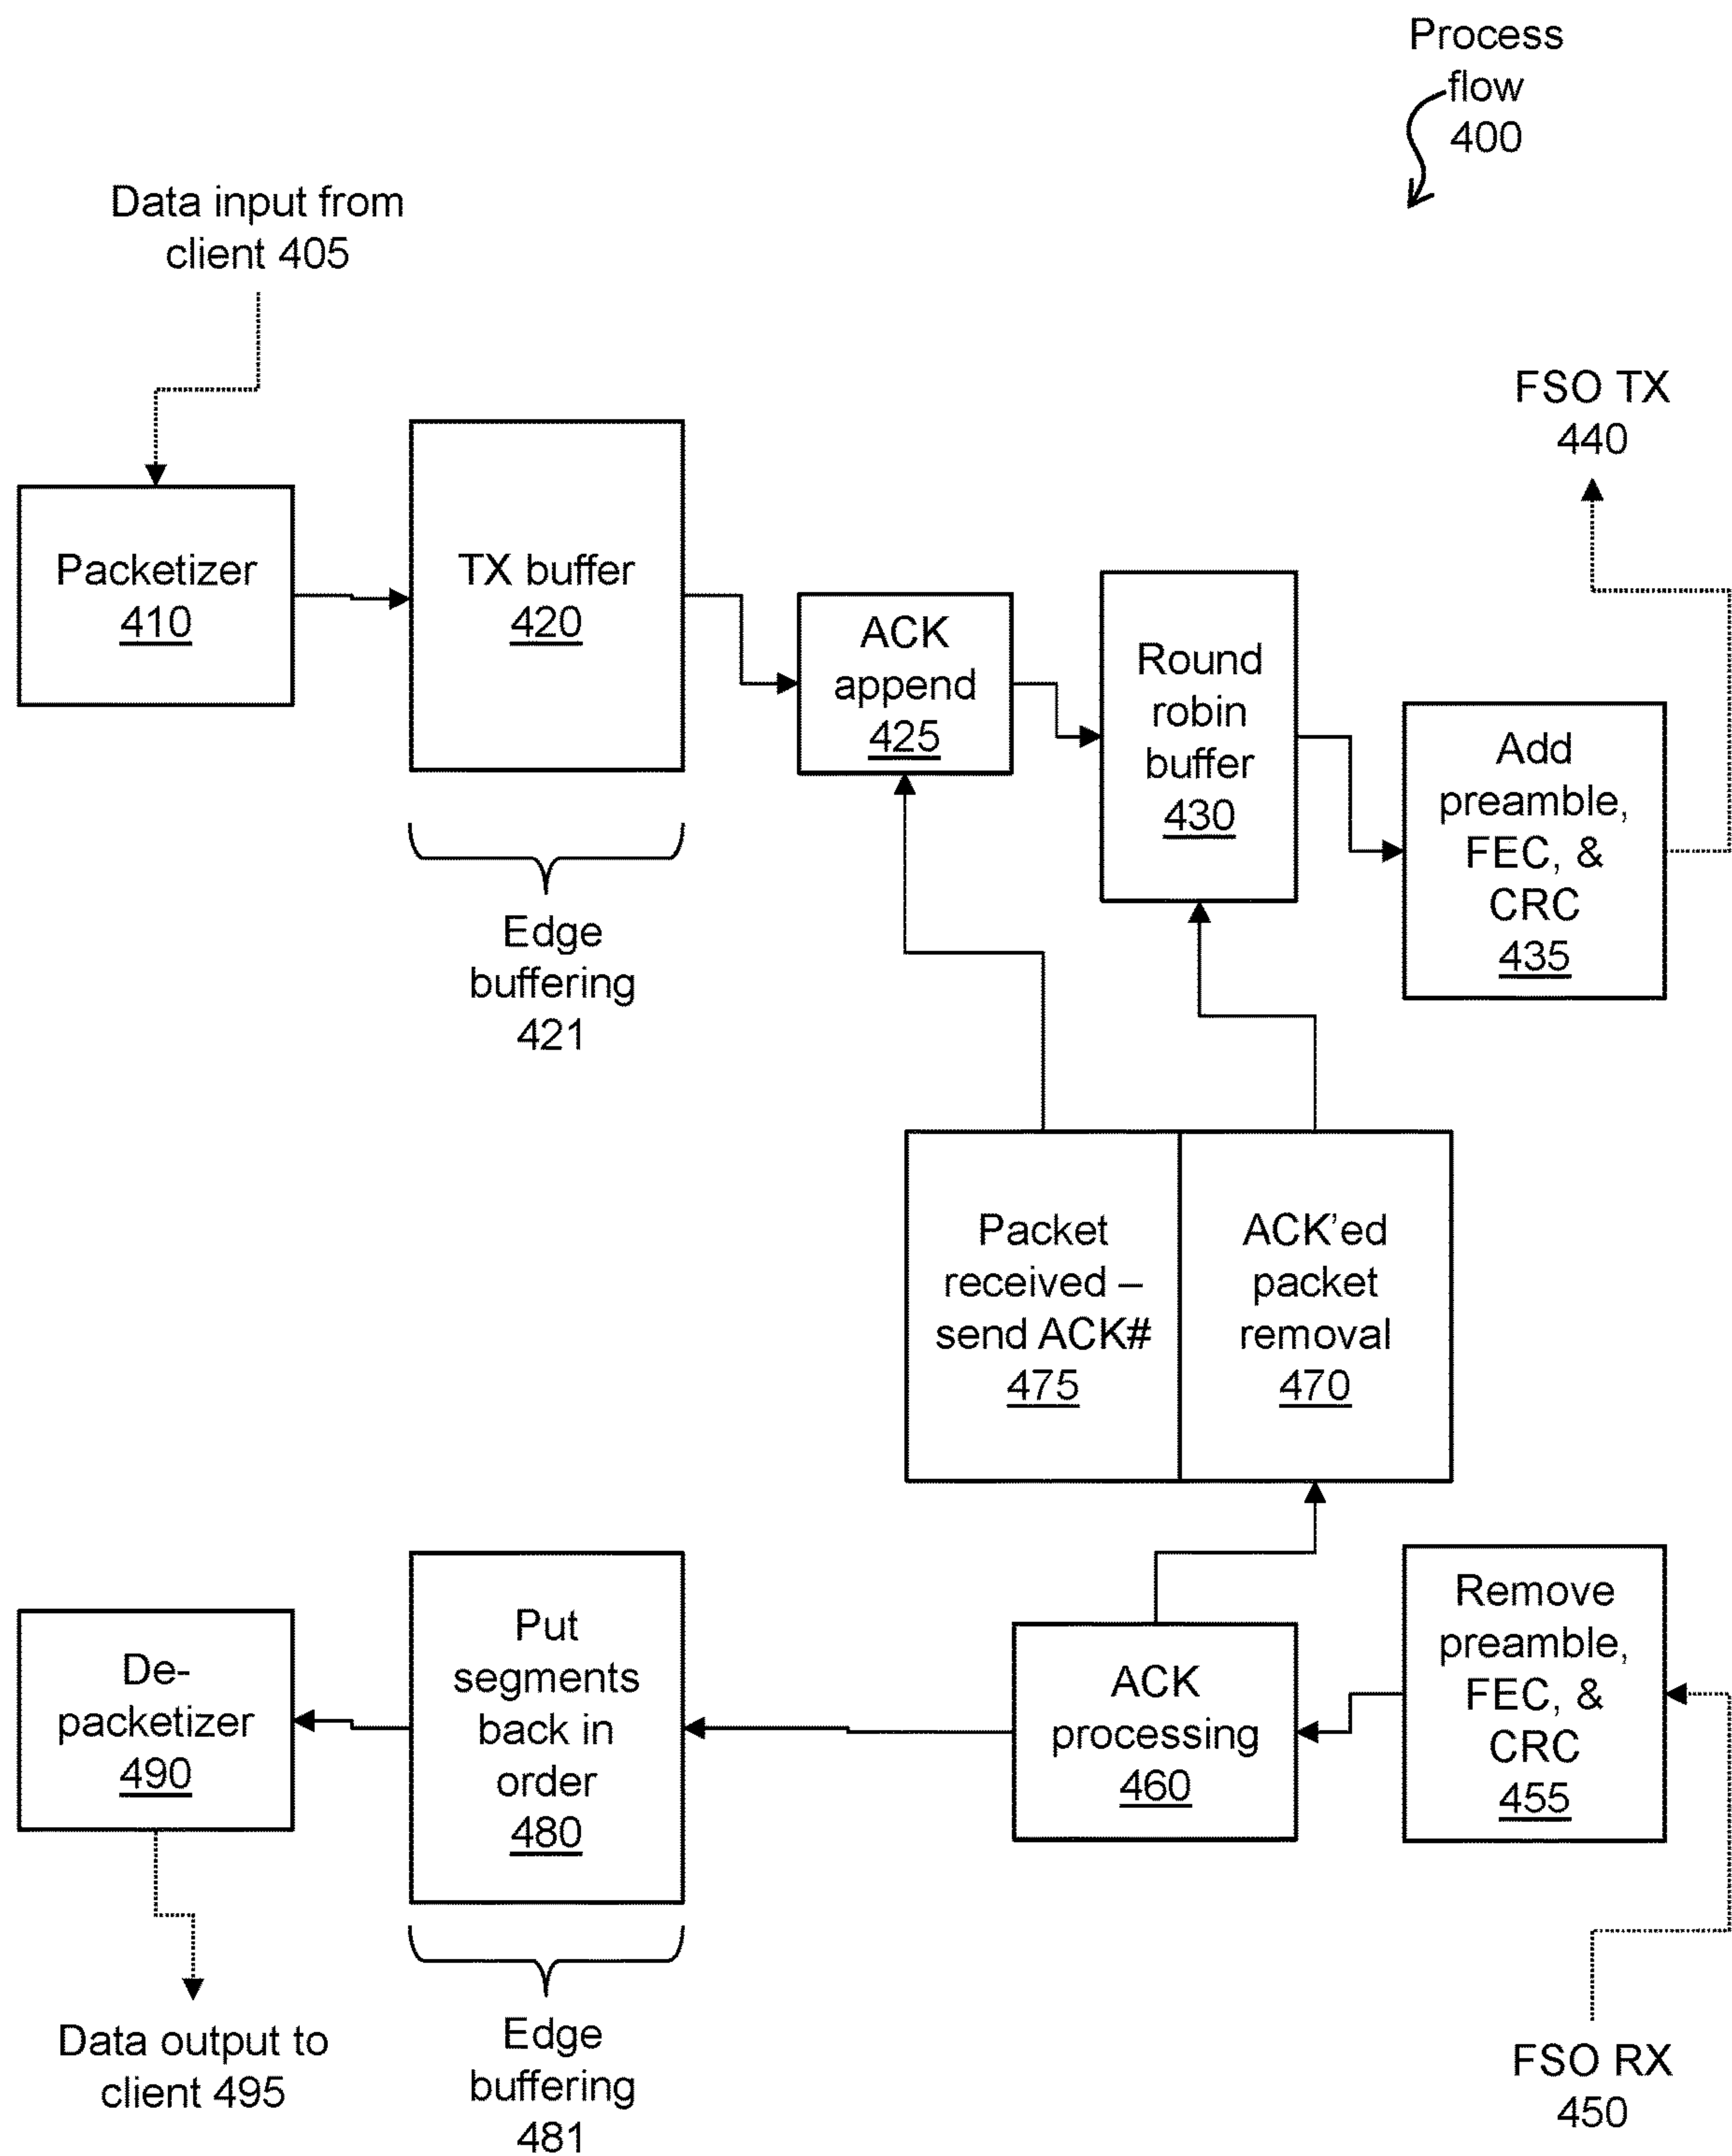 Process
flow
400
Data input from
client 405
FSO TX
440
Packetizer
410
TX buffer
420
ACK
append
425
Round
robin
buffer
430
Add
preamble,
FEC, &
CRC
435
Edge
buffering
421
Packet
received –
send ACK#
475
ACK’ed
packet
removal
470
De-
packetizer
490
Put
segments
back in
order
480
ACK
processing
460
Remove
preamble,
FEC, &
CRC
455
Data output to
client 495
Edge
buffering
481
FSO RX
450